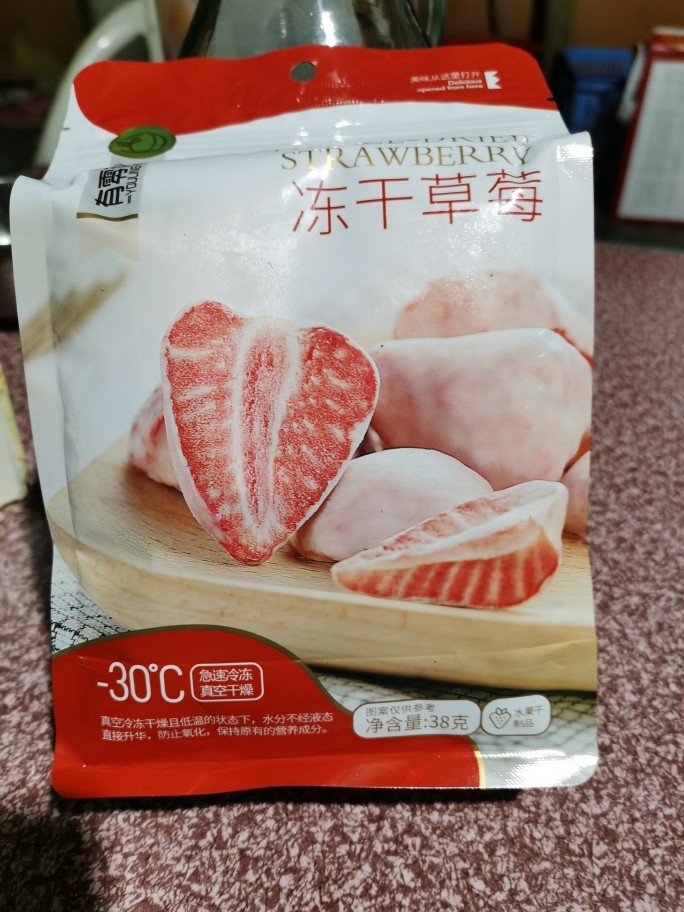 美味从这里打开
Delicious
opened from here
DRIED
STRAWBERRY
冻干草莓
有零
YOUJIE
-30℃
急速冷冻
真空干燥
真空冷冻干燥且低温的状态下，水分不经液态
直接升华，防止氧化，保持原有的营养成分。
图案仅供参考
净含量:38克
水果干
制品